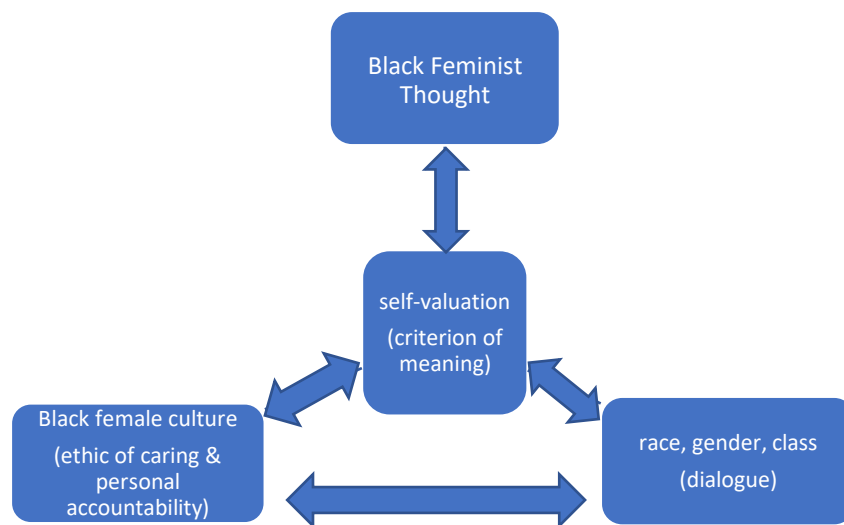 Black Feminist
Thought
self-valuation
(criterion of
meaning)
Black female culture
(ethic of caring &
personal
accountability)
race, gender, class
(dialogue)